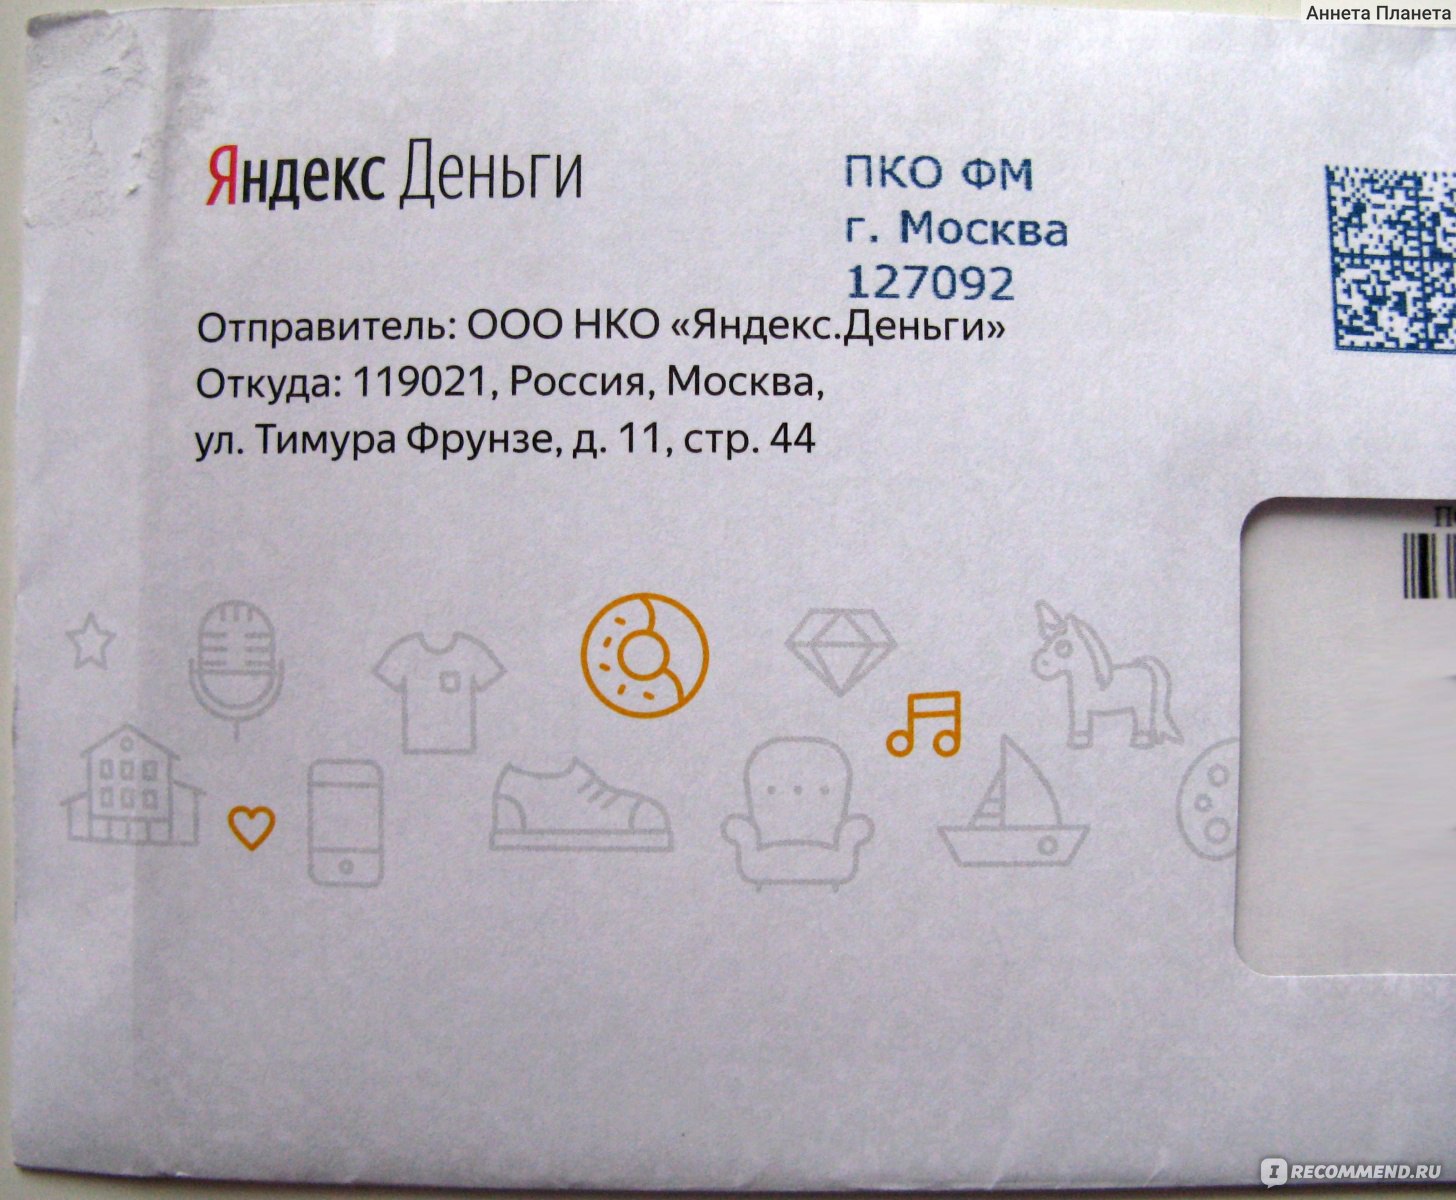 Аннета Планета
Яндекс Деньги
ПКО ФМ
г. Москва
127092
Отправитель: ООО НКО «Яндекс.Деньги»
Откуда: 119021, Россия, Москва,
ул. Тимура Фрунзе, д. 11, стр. 44
IRECOMMEND.RU